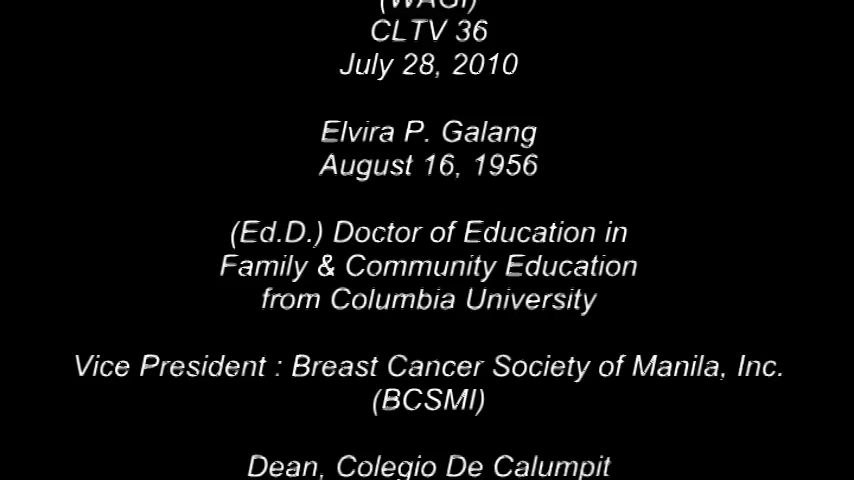 (WAGI)
CLTV 36
July 28, 2010
Elvira P. Galang
August 16, 1956
(Ed.D.) Doctor of Education in
Family & Community Education
from Columbia University
Vice President : Breast Cancer Society of Manila, Inc.
(BCSMI)
Dean, Colegio De Calumpit